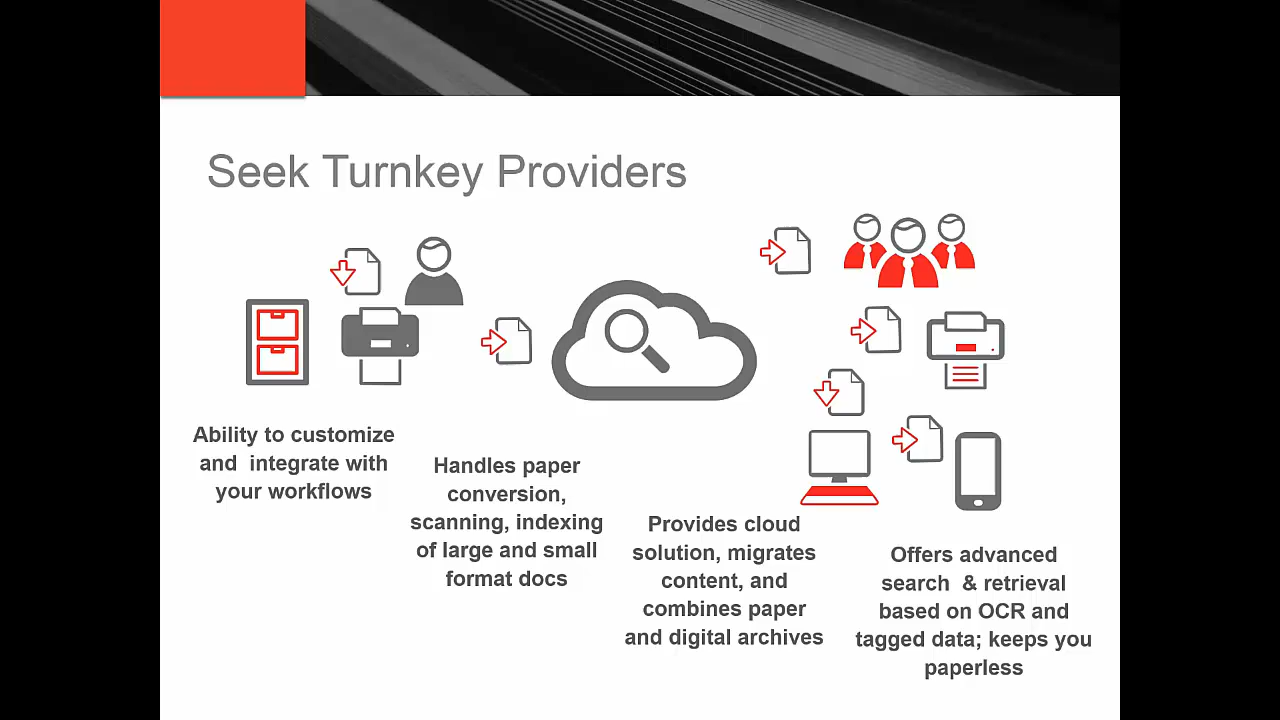 Seek Turnkey Providers
Ability to customize
and integrate with
your workflows
Handles paper
conversion,
scanning, indexing
of large and small
format docs
Provides cloud
solution, migrates
content, and
combines paper
and digital archives
Offers advanced
search & retrieval
based on OCR and
tagged data; keeps you
paperless